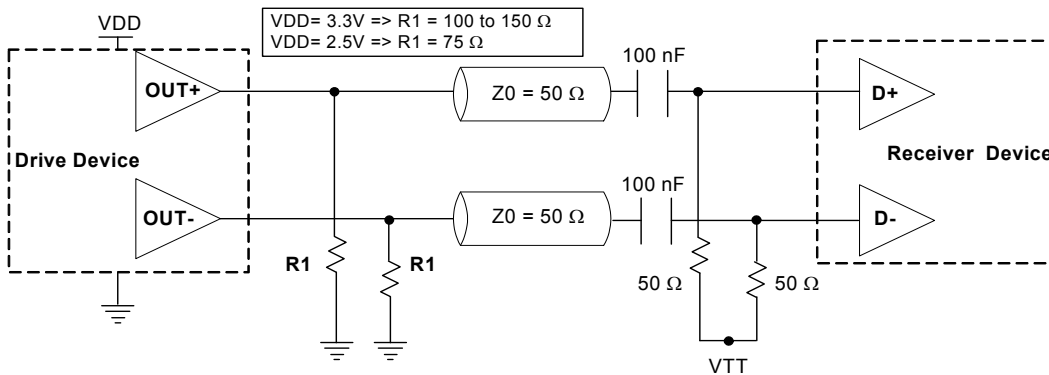 VDD
VDD= 3.3V => R1 = 100 to 150 Ω
VDD= 2.5V => R1 = 75 Ω
100 nF
OUT+
Z0 = 50 Ω
D+
Drive Device
Receiver Device
100 nF
OUT-
Z0 = 50 Ω
D-
R1
R1
50 Ω
50 Ω
VTT